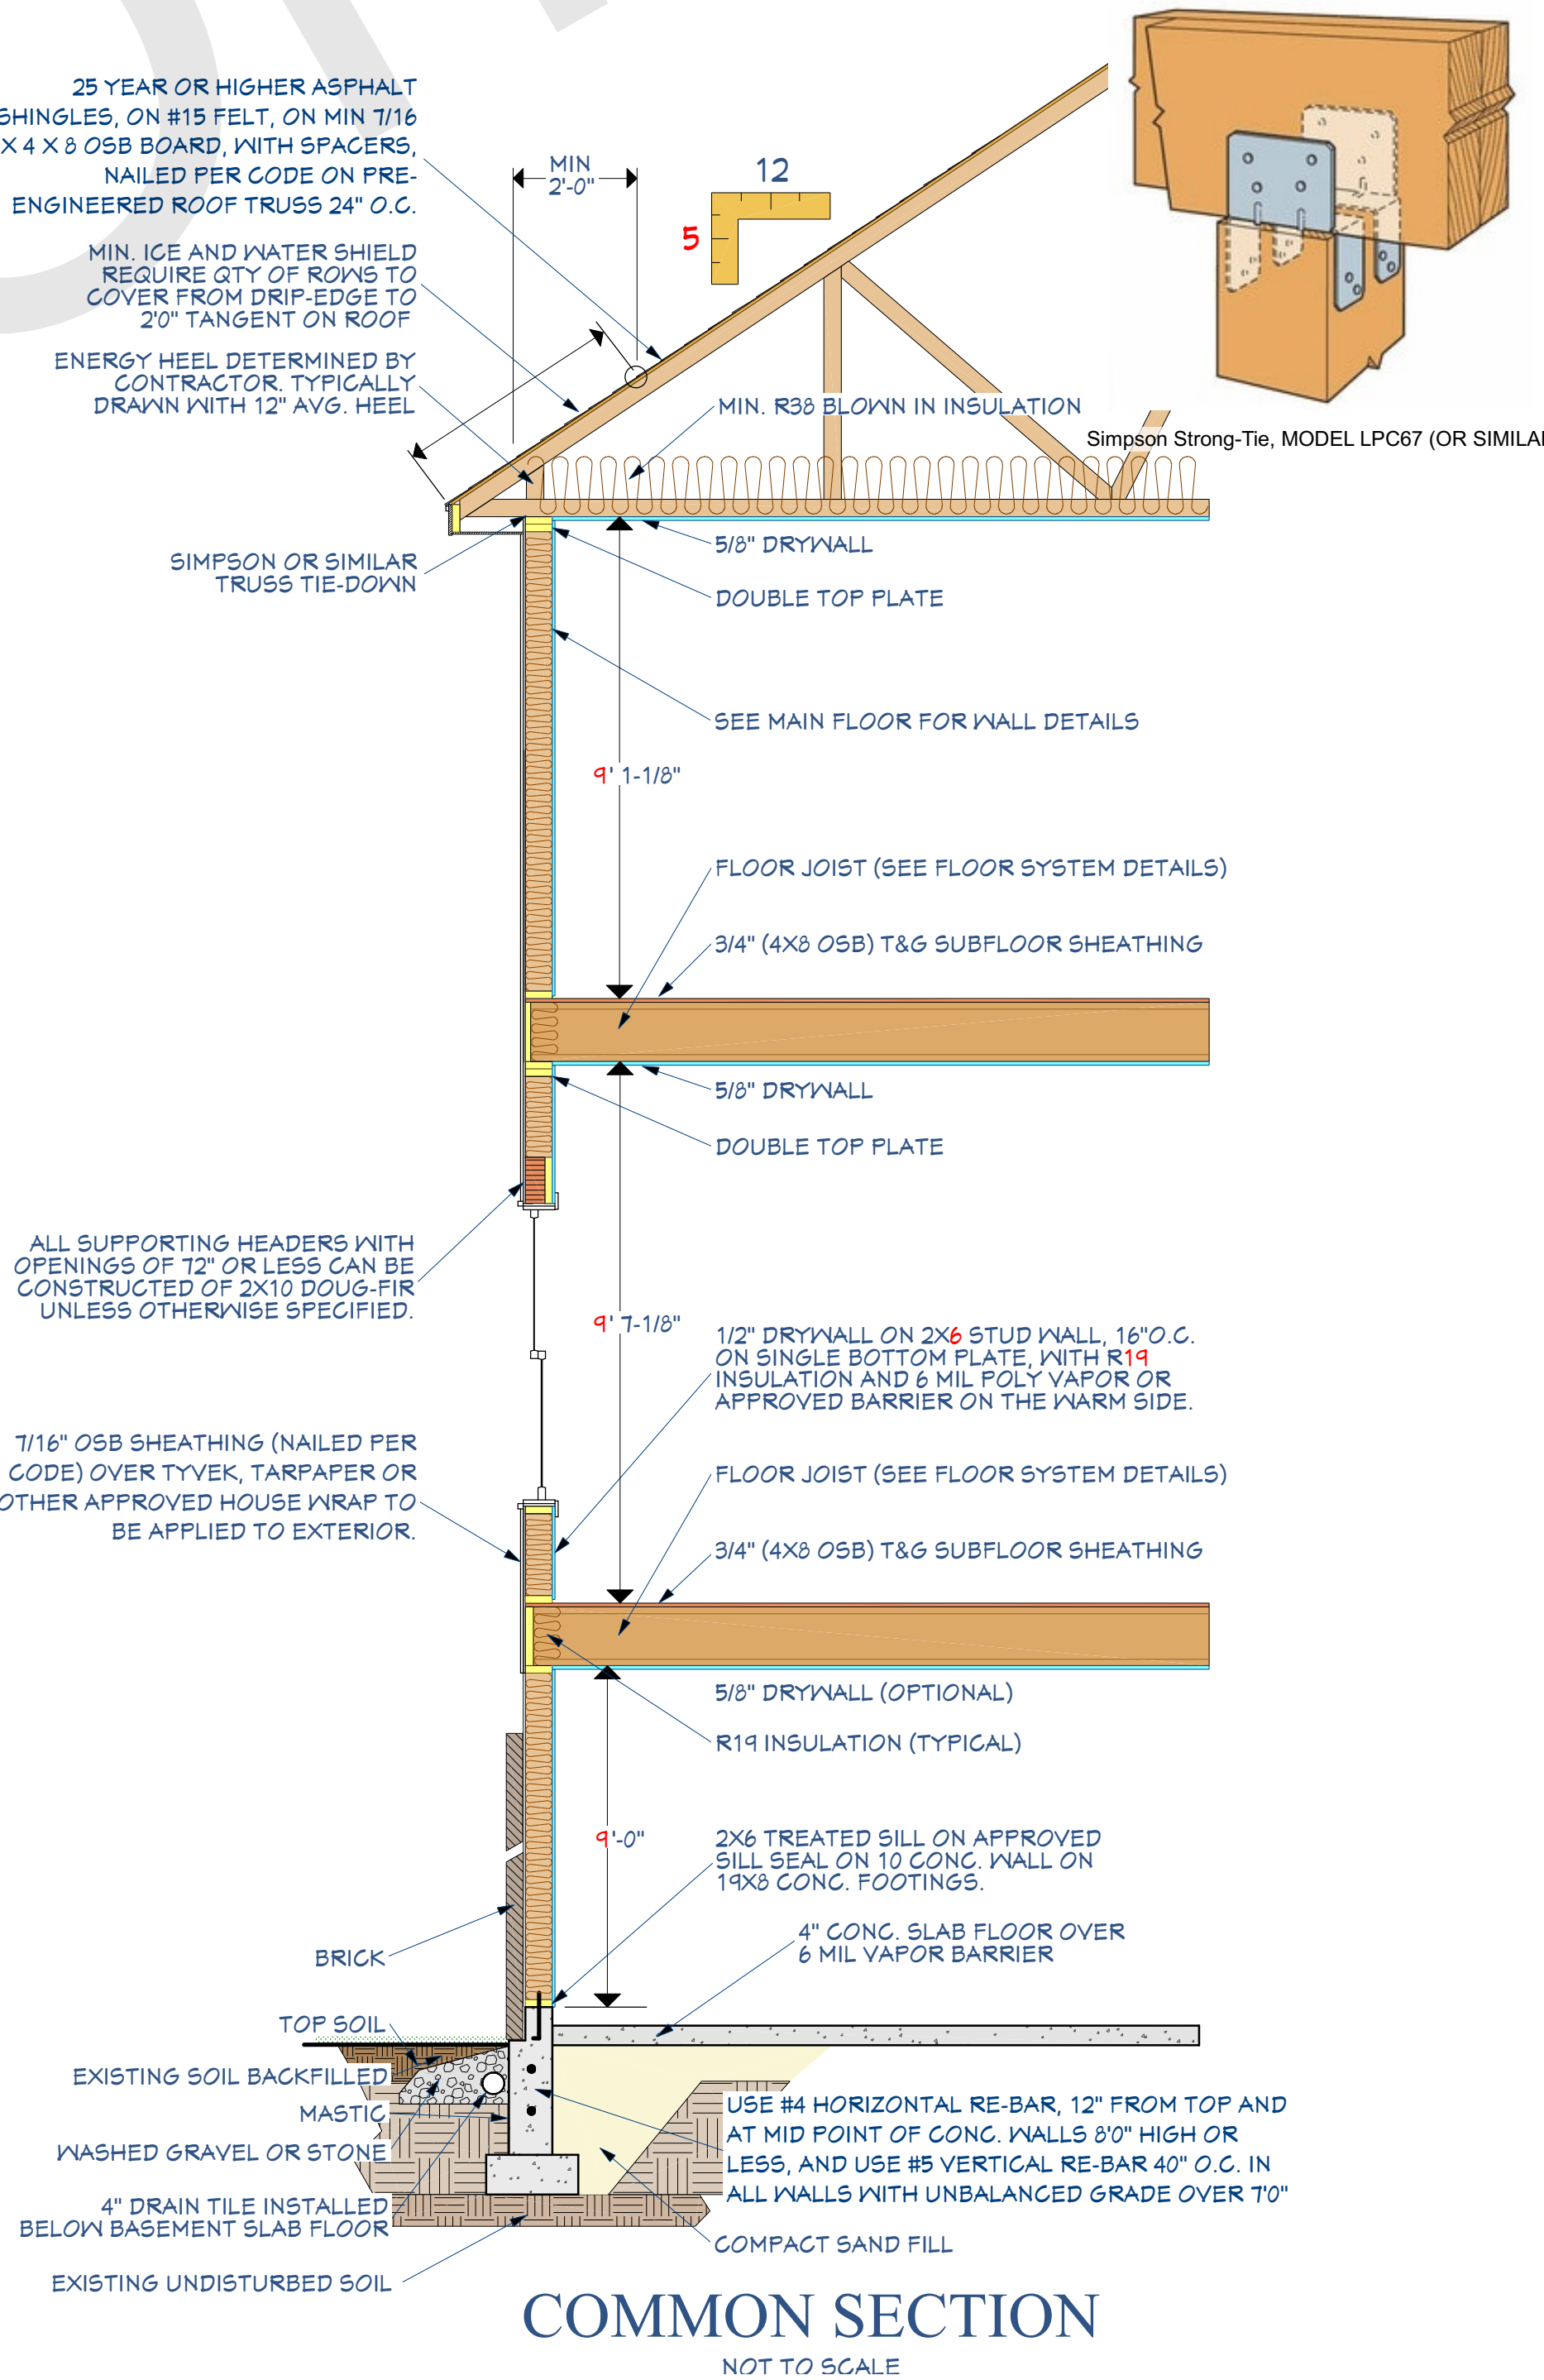 25 YEAR OR HIGHER ASPHALT
SHINGLES, ON #15 FELT, ON MIN 7/16
X 4 X 8 OSB BOARD, WITH SPACERS,
NAILED PER CODE ON PRE-
ENGINEERED ROOF TRUSS 24" O.C.
MIN
2'-0"
12
5
MIN. ICE AND WATER SHIELD
REQUIRE QTY OF ROWS TO
COVER FROM DRIP-EDGE TO
2'0" TANGENT ON ROOF
ENERGY HEEL DETERMINED BY
CONTRACTOR. TYPICALLY
DRAWN WITH 12" AVG. HEEL
MIN. R38 BLOWN IN INSULATION
Simpson Strong-Tie, MODEL LPC67 (OR SIMILAR
SIMPSON OR SIMILAR
TRUSS TIE-DOWN
5/8" DRYWALL
DOUBLE TOP PLATE
SEE MAIN FLOOR FOR WALL DETAILS
9' 1-1/8"
FLOOR JOIST (SEE FLOOR SYSTEM DETAILS)
3/4" (4X8 OSB) T&G SUBFLOOR SHEATHING
5/8" DRYWALL
DOUBLE TOP PLATE
ALL SUPPORTING HEADERS WITH
OPENINGS OF 72" OR LESS CAN BE
CONSTRUCTED OF 2X10 DOUG-FIR
UNLESS OTHERWISE SPECIFIED.
9' 7-1/8"
1/2" DRYWALL ON 2X6 STUD WALL, 16"O.C.
ON SINGLE BOTTOM PLATE, WITH R19
INSULATION AND 6 MIL POLY VAPOR OR
APPROVED BARRIER ON THE WARM SIDE.
7/16" OSB SHEATHING (NAILED PER
CODE) OVER TYVEK, TARPAPER OR
OTHER APPROVED HOUSE WRAP TO
BE APPLIED TO EXTERIOR.
FLOOR JOIST (SEE FLOOR SYSTEM DETAILS)
3/4" (4X8 OSB) T&G SUBFLOOR SHEATHING
5/8" DRYWALL (OPTIONAL)
R19 INSULATION (TYPICAL)
9'-0"
2X6 TREATED SILL ON APPROVED
SILL SEAL ON 10 CONC. WALL ON
19X8 CONC. FOOTINGS.
4" CONC. SLAB FLOOR OVER
6 MIL VAPOR BARRIER
BRICK
TOP SOIL
EXISTING SOIL BACKFILLED
MASTIC
WASHED GRAVEL OR STONE
4" DRAIN TILE INSTALLED
BELOW BASEMENT SLAB FLOOR
EXISTING UNDISTURBED SOIL
USE #4 HORIZONTAL RE-BAR, 12" FROM TOP AND
AT MID POINT OF CONC. WALLS 8'0" HIGH OR
LESS, AND USE #5 VERTICAL RE-BAR 40" O.C. IN
ALL WALLS WITH UNBALANCED GRADE OVER 7'0"
COMPACT SAND FILL
COMMON SECTION
NOT TO SCALE